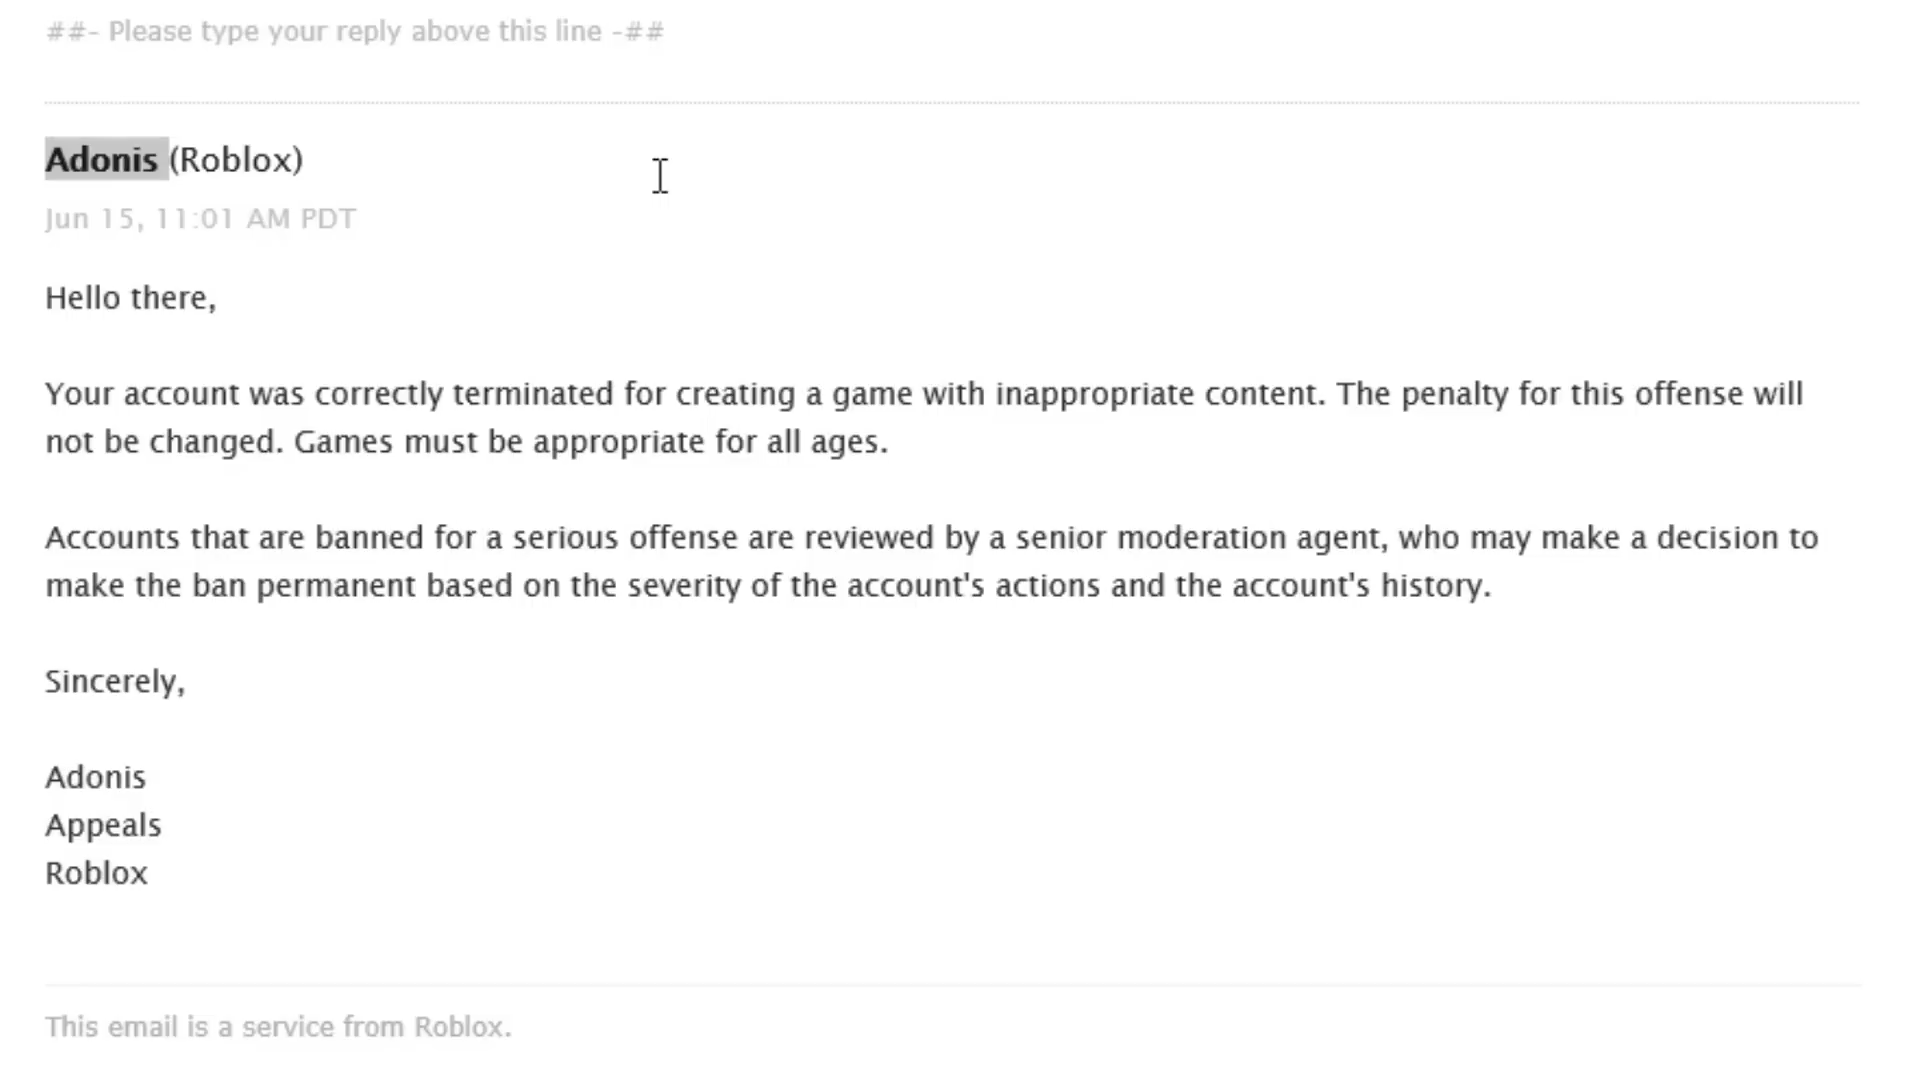 ##- Please type your reply above this line -##
Adonis (Roblox)
Jun 15, 11:01 AM PDT
Hello there,
Your account was correctly terminated for creating a game with inappropriate content. The penalty for this offense will
not be changed. Games must be appropriate for all ages.
Accounts that are banned for a serious offense are reviewed by a senior moderation agent, who may make a decision to
make the ban permanent based on the severity of the account's actions and the account's history.
Sincerely,
Adonis
Appeals
Roblox
This email is a service from Roblox.